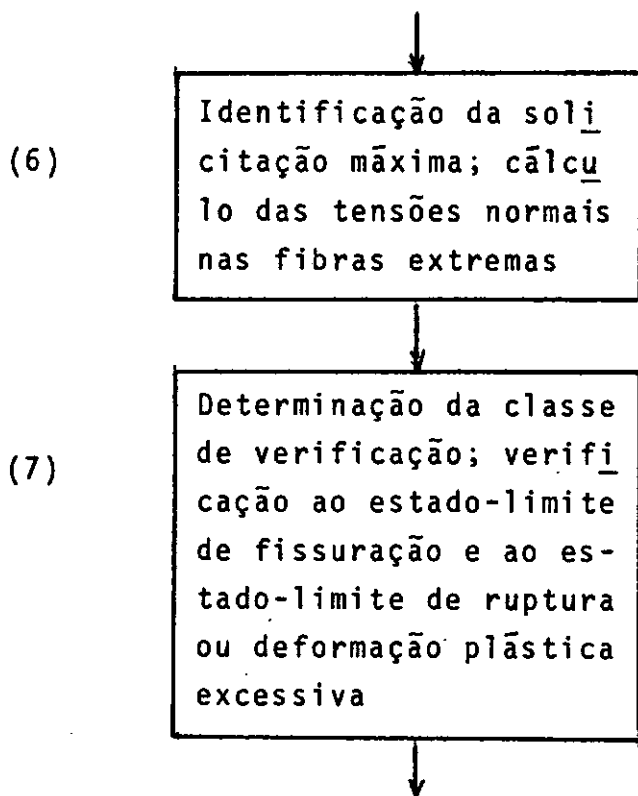 (6)
Identificação da soli
citação máxima; cálcu
lo das tensões normais
nas fibras extremas
(7)
Determinação da classe
de verificação; verifi
cação ao estado-limite
de fissuração e ao es-
tado-limite de ruptura
ou deformação plástica
excessiva